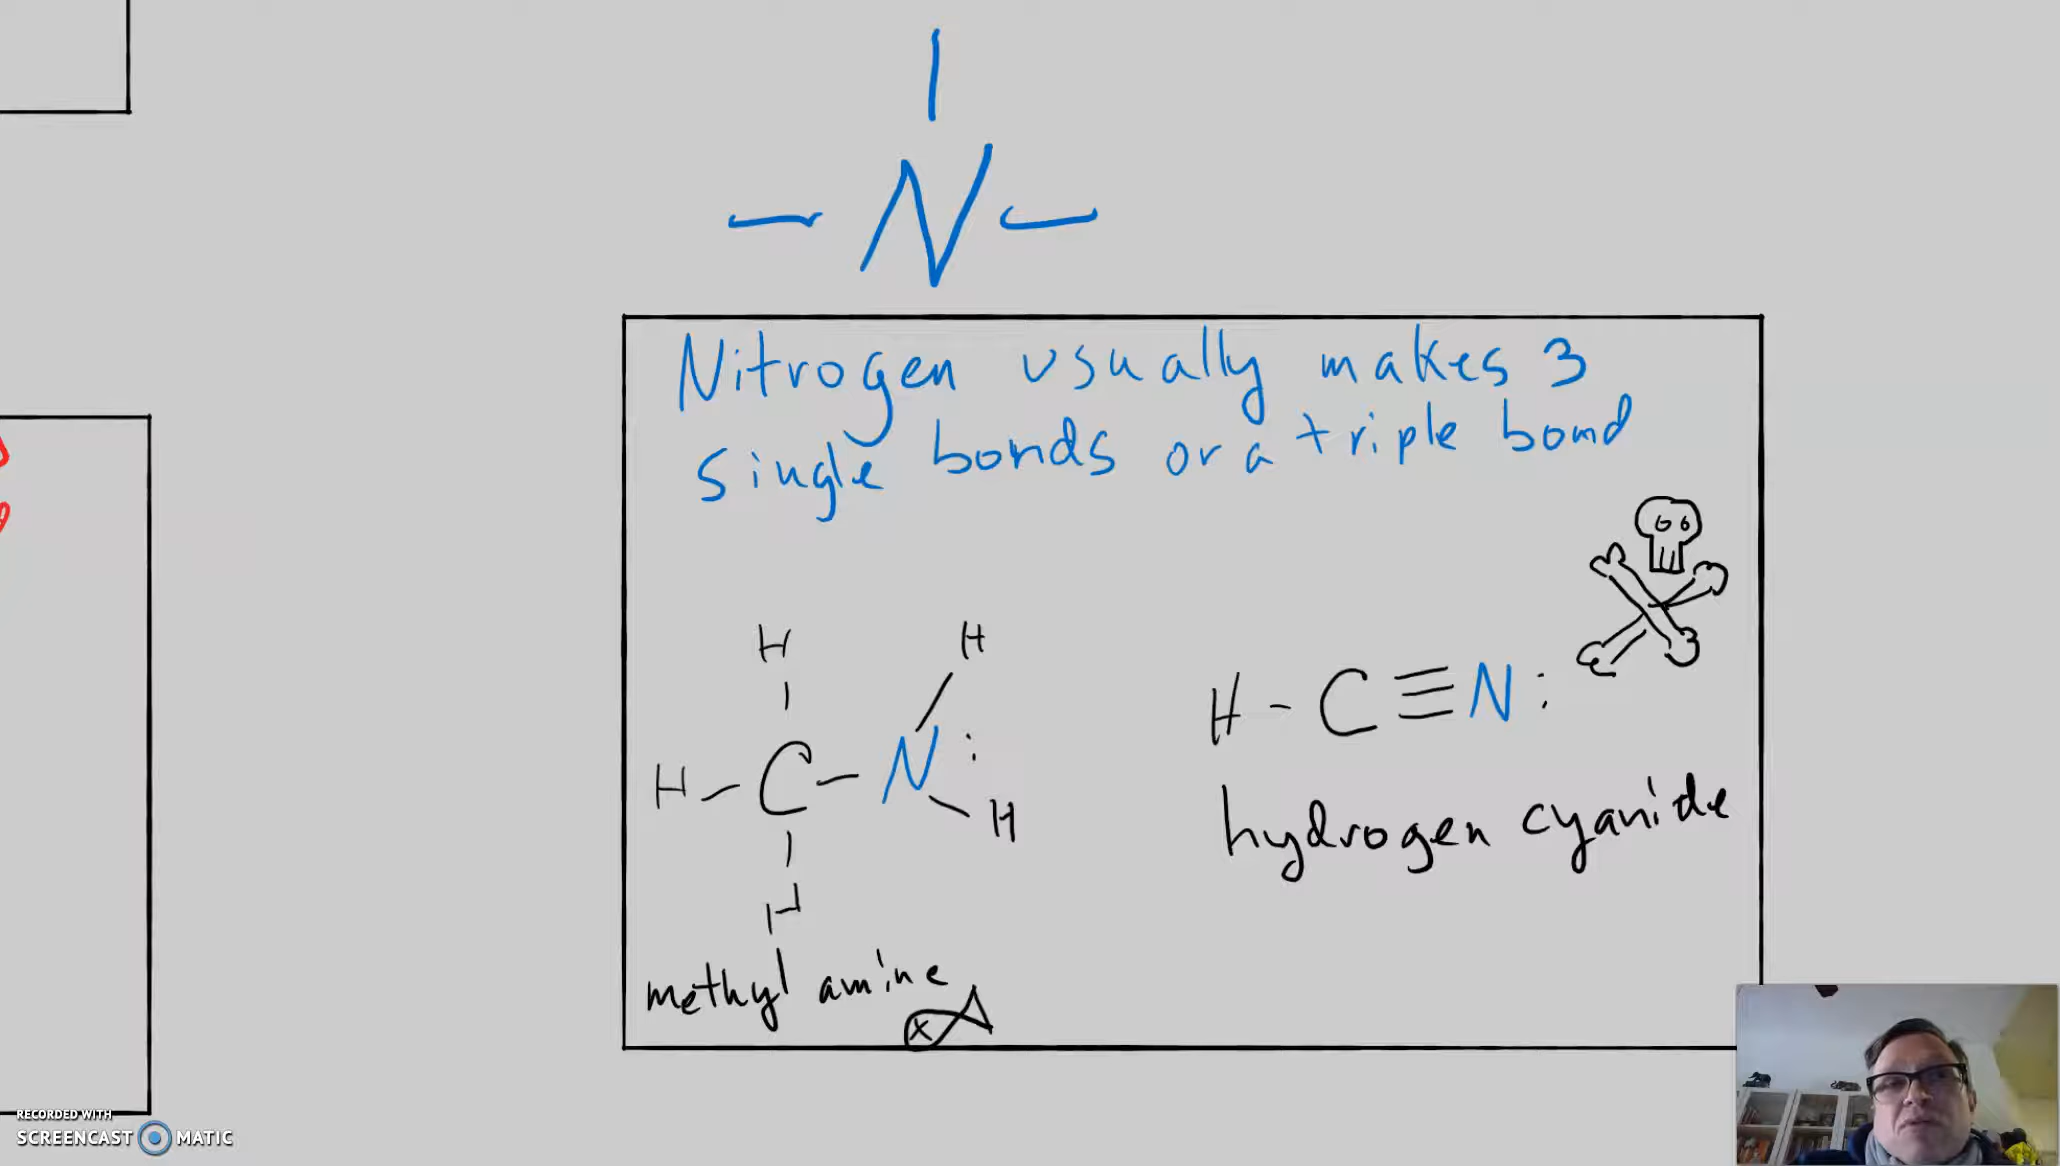 N
Nitrogen usually makes 3
single bonds or a triple bond
H H
H - C ≡ N :
H - C - N :
H
H
methyl amine
hydrogen cyanide
RECORDED WITH
SCREENCAST MATIC